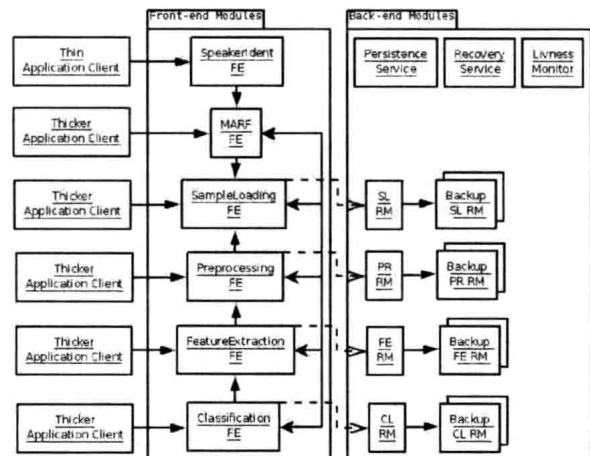 Front-end Modules
Back-end Modules
Thin
Application Client
SpeakerIdent
FE
Persistence
Service
Recovery
Service
Livness
Monitor
Thicker
Application Client
MARF
FE
Thicker
Application Client
SampleLoading
FE
SL
RM
Backup
SL RM
Thicker
Application Client
Preprocessing
FE
PR
RM
Backup
PR RM
Thicker
Application Client
FeatureExtraction
FE
FE
RM
Backup
FE RM
Thicker
Application Client
Classification
FE
CL
RM
Backup
CL RM